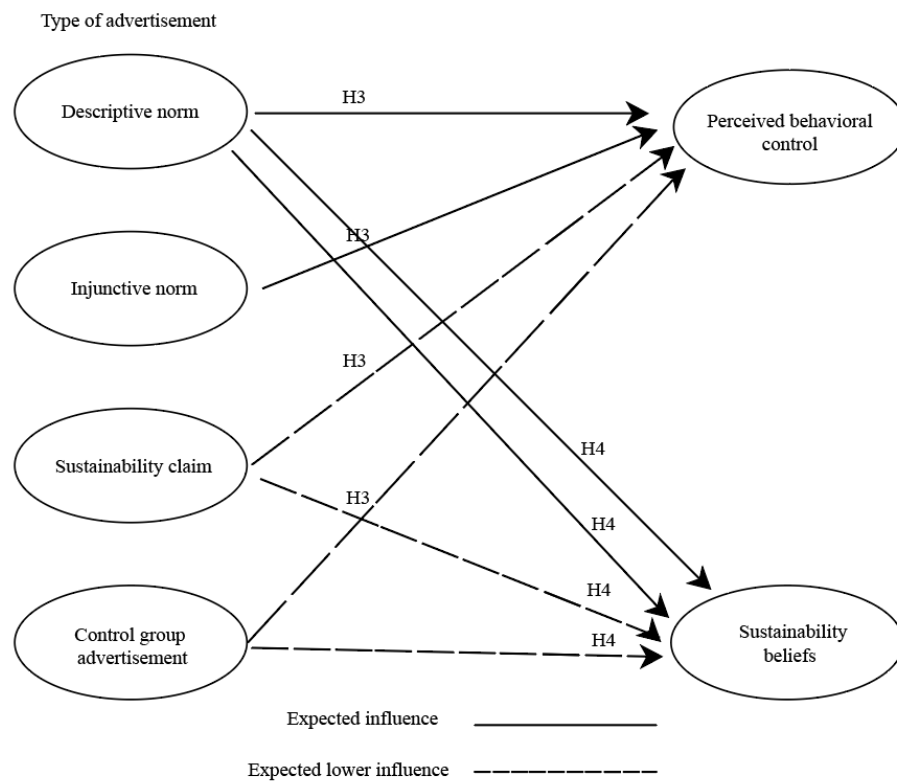 Type of advertisement
Descriptive norm
H3
Perceived behavioral
control
H3
Injunctive norm
H3
H4
Sustainability claim
H3
H4
H4
Control group
advertisement
H4
Sustainability
beliefs
Expected influence
Expected lower influence